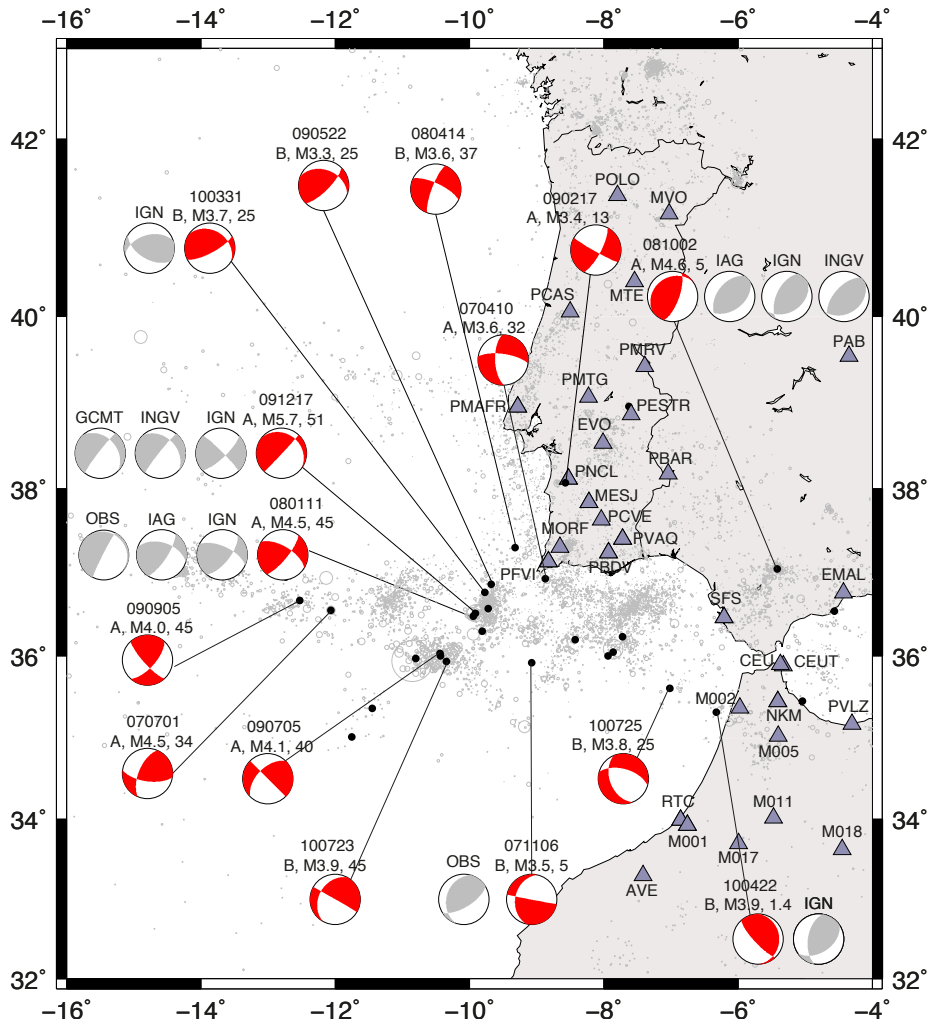 −16° −14° −12° −10° −8° −6° −4°
42°
40°
38°
36°
34°
32°
090522
B, M3.3, 25
080414
B, M3.6, 37
100331
B, M3.7, 25
IGN
090217
A, M3.4, 13
POLO
MVO
081002
A, M4.6, 5
IAG
IGN
INGV
MTE
PCAS
070410
A, M3.6, 32
PMRV
PAB
PMTG
PMAFR
PESTR
EVO
091217
A, M5.7, 51
GCMT
INGV
IGN
PBAR
PNCL
MESJ
PCVE
MORF
PVAQ
PBDV
PFVI
080111
A, M4.5, 45
OBS
IAG
IGN
EMAL
SFS
090905
A, M4.0, 45
CEU
CEUT
M002
NKM
PVLZ
M005
070701
A, M4.5, 34
090705
A, M4.1, 40
100725
B, M3.8, 25
RTC
M001
M011
M017
M018
AVE
100723
B, M3.9, 45
OBS
071106
B, M3.5, 5
100422
B, M3.9, 1.4
IGN
42°
40°
38°
36°
34°
32°
−16° −14° −12° −10° −8° −6° −4°